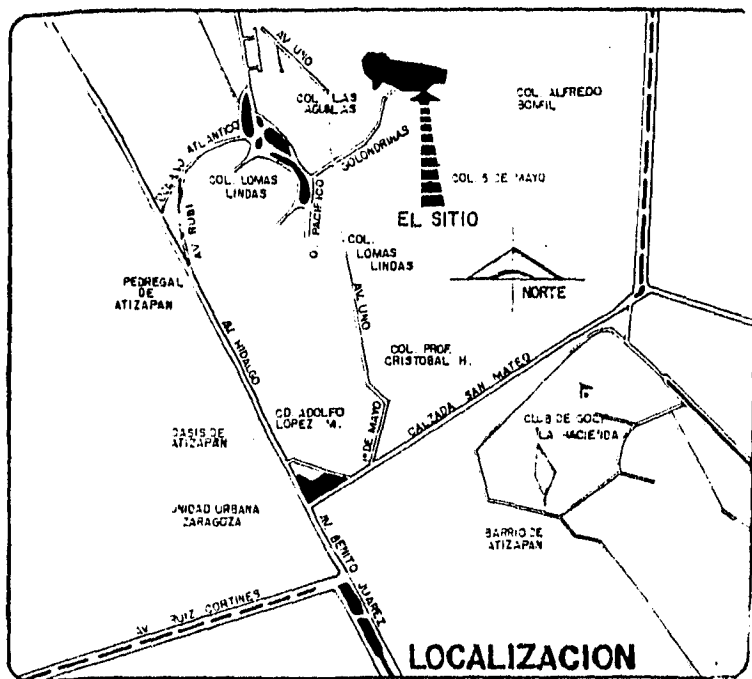 AV. UNO
COL. LAS
AGUILAS
COL. ALFREDO
BONFIL
ATLANTICO
GOLONDRINAS
COL. LOMAS
LINDAS
COL. 5 DE MAYO
EL SITIO
AV. RUBI
O. PACIFICO
COL.
LOMAS
LINDAS
NORTE
PEDREGAL
DE
ATIZAPAN
AV. UNO
AV. HIDALGO
COL. PROF.
CRISTOBAL H.
CALZADA SAN MATEO
CD. ADOLFO
LOPEZ M.
1º DE MAYO
OASIS DE
ATIZAPAN
CLUB DE GOLF
LA HACIENDA
UNIDAD URBANA
ZARAGOZA
BARRIO DE
ATIZAPAN
AV. BENITO JUAREZ
AV. RUIZ CORTINES
LOCALIZACION